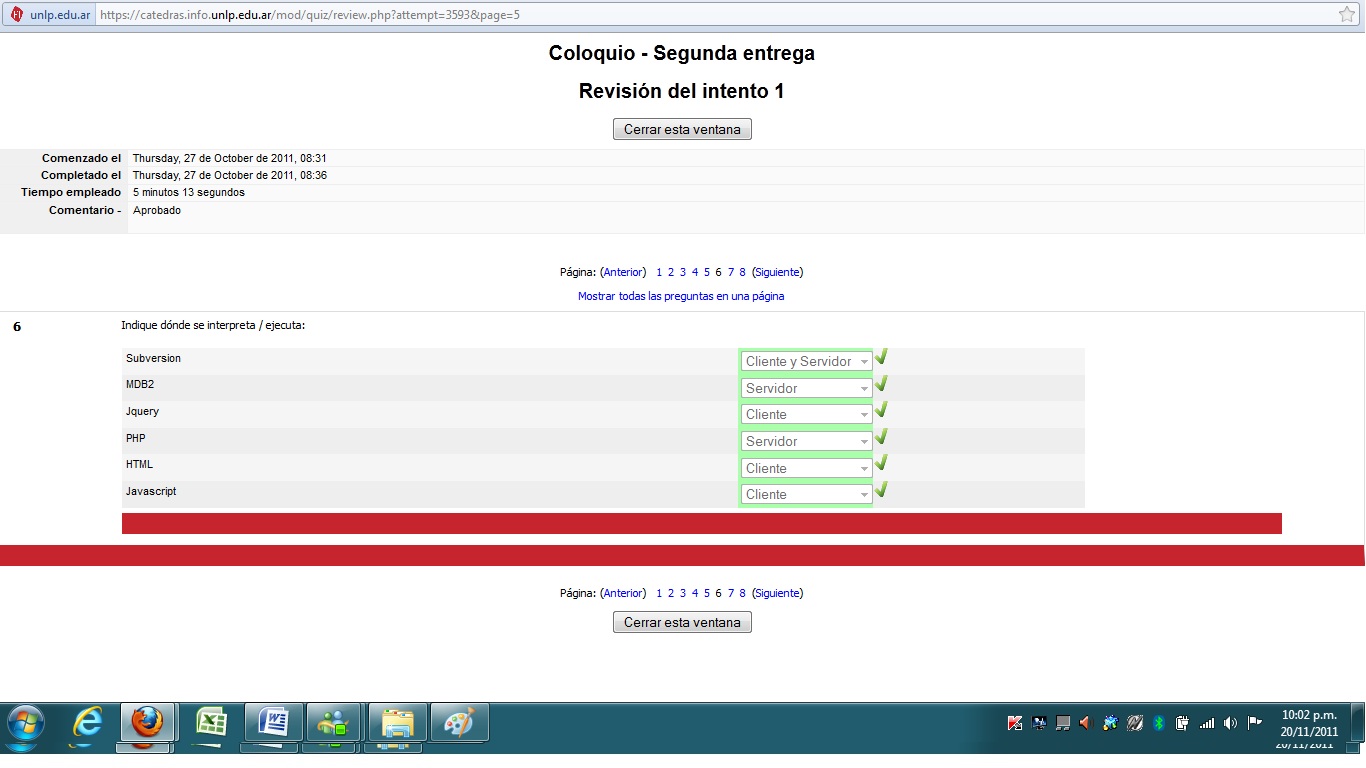 unlp.edu.ar https://catedras.info.unlp.edu.ar/mod/quiz/review.php?attempt=3593&page=5
Coloquio - Segunda entrega
Revisión del intento 1
Cerrar esta ventana
Comenzado el Thursday, 27 de October de 2011, 08:31
Completado el Thursday, 27 de October de 2011, 08:36
Tiempo empleado 5 minutos 13 segundos
Comentario - Aprobado
Página: (Anterior) 1 2 3 4 5 6 7 8 (Siguiente)
Mostrar todas las preguntas en una página
6 Indique dónde se interpreta / ejecuta:
Subversion Cliente y Servidor
MDB2 Servidor
Jquery Cliente
PHP Servidor
HTML Cliente
Javascript Cliente
Página: (Anterior) 1 2 3 4 5 6 7 8 (Siguiente)
Cerrar esta ventana
10:02 p.m.
20/11/2011
20/11/2011